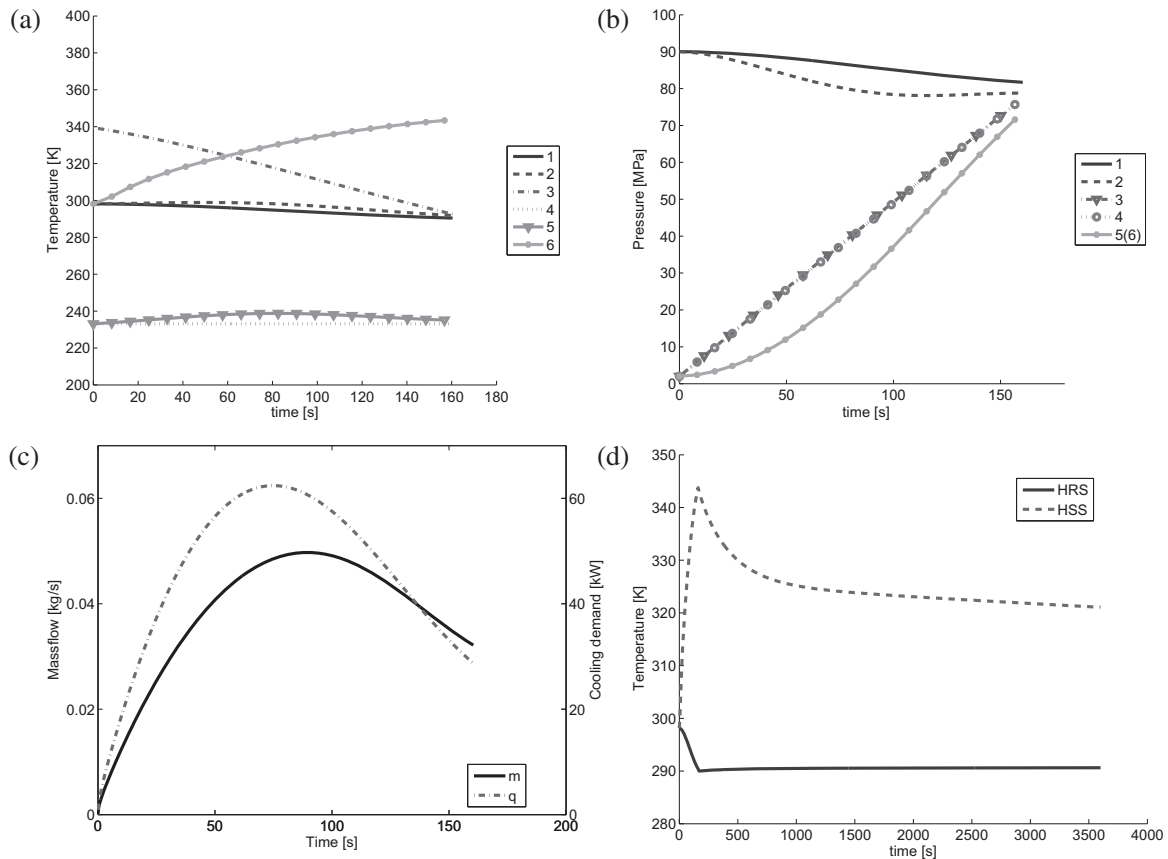 (a)
400
380
360
340
320
300
280
260
240
220
200
Temperature [K]
0 20 40 60 80 100 120 140 160 180
time [s]
1
2
3
4
5
6
(b)
100
90
80
70
60
50
40
30
20
10
0
Pressure [MPa]
0 50 100 150
time [s]
1
2
3
4
5(6)
(c)
0.06
0.04
0.02
0
Massflow [kg/s]
60
40
20
0
Cooling demand [kW]
0 50 100 150 200
Time [s]
m
q
(d)
350
340
330
320
310
300
290
280
Temperature [K]
0 500 1000 1500 2000 2500 3000 3500 4000
time [s]
HRS
HSS